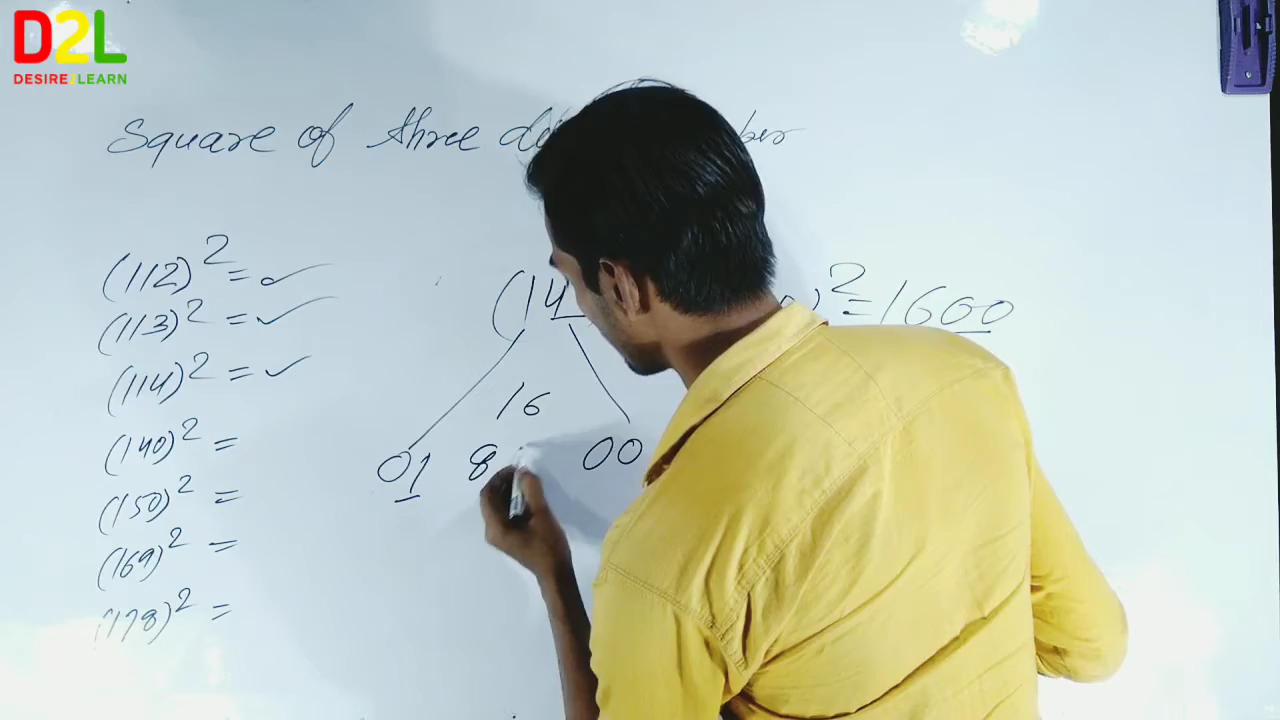 D2L
DESIRE2LEARN
Square of three
(112)² = ✓
(113)² = ✓
(114)² = ✓
(140)² =
(150)² =
(169)² =
(178)² =
(14
)² = 1600
16
01 8 00